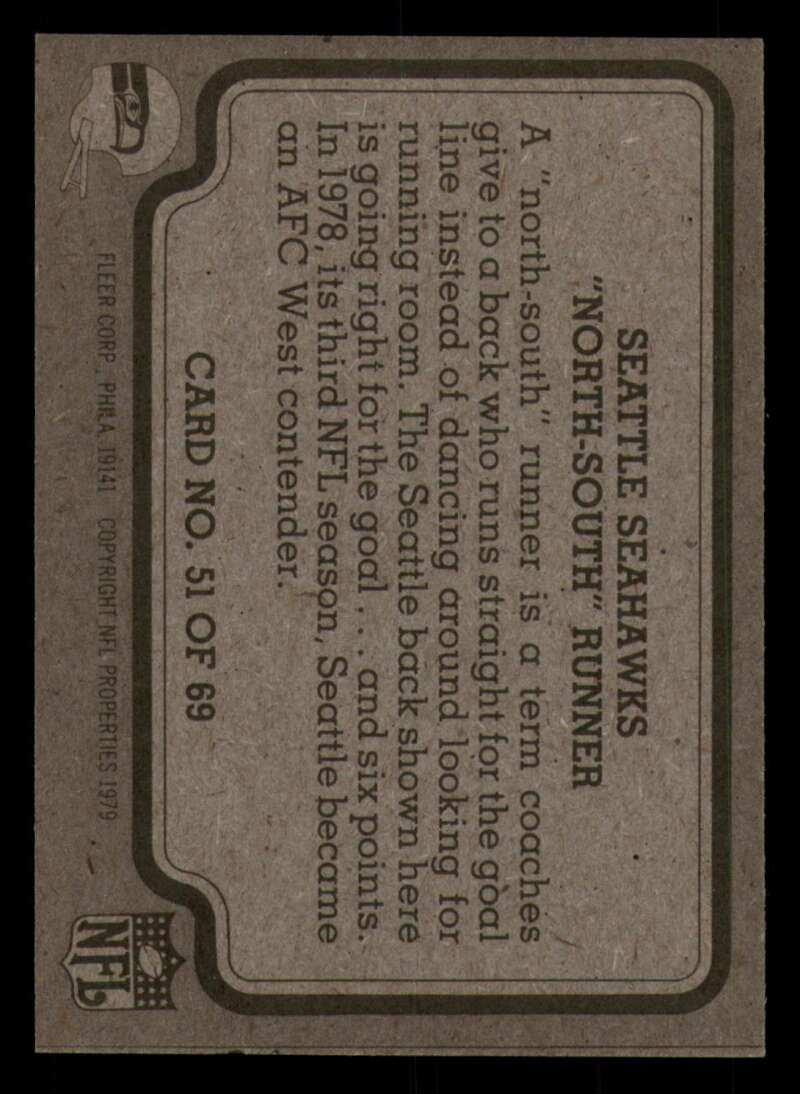 SEATTLE SEAHAWKS
"NORTH-SOUTH" RUNNER
A "north-south" runner is a term coaches
give to a back who runs straight for the goal
line instead of dancing around looking for
running room. The Seattle back shown here
is going right for the goal . . . and six points.
In 1978, its third NFL season, Seattle became
an AFC West contender.
CARD NO. 51 OF 69
FLEER CORP., PHILA. 19141 COPYRIGHT NFL PROPERTIES 1979
NFL